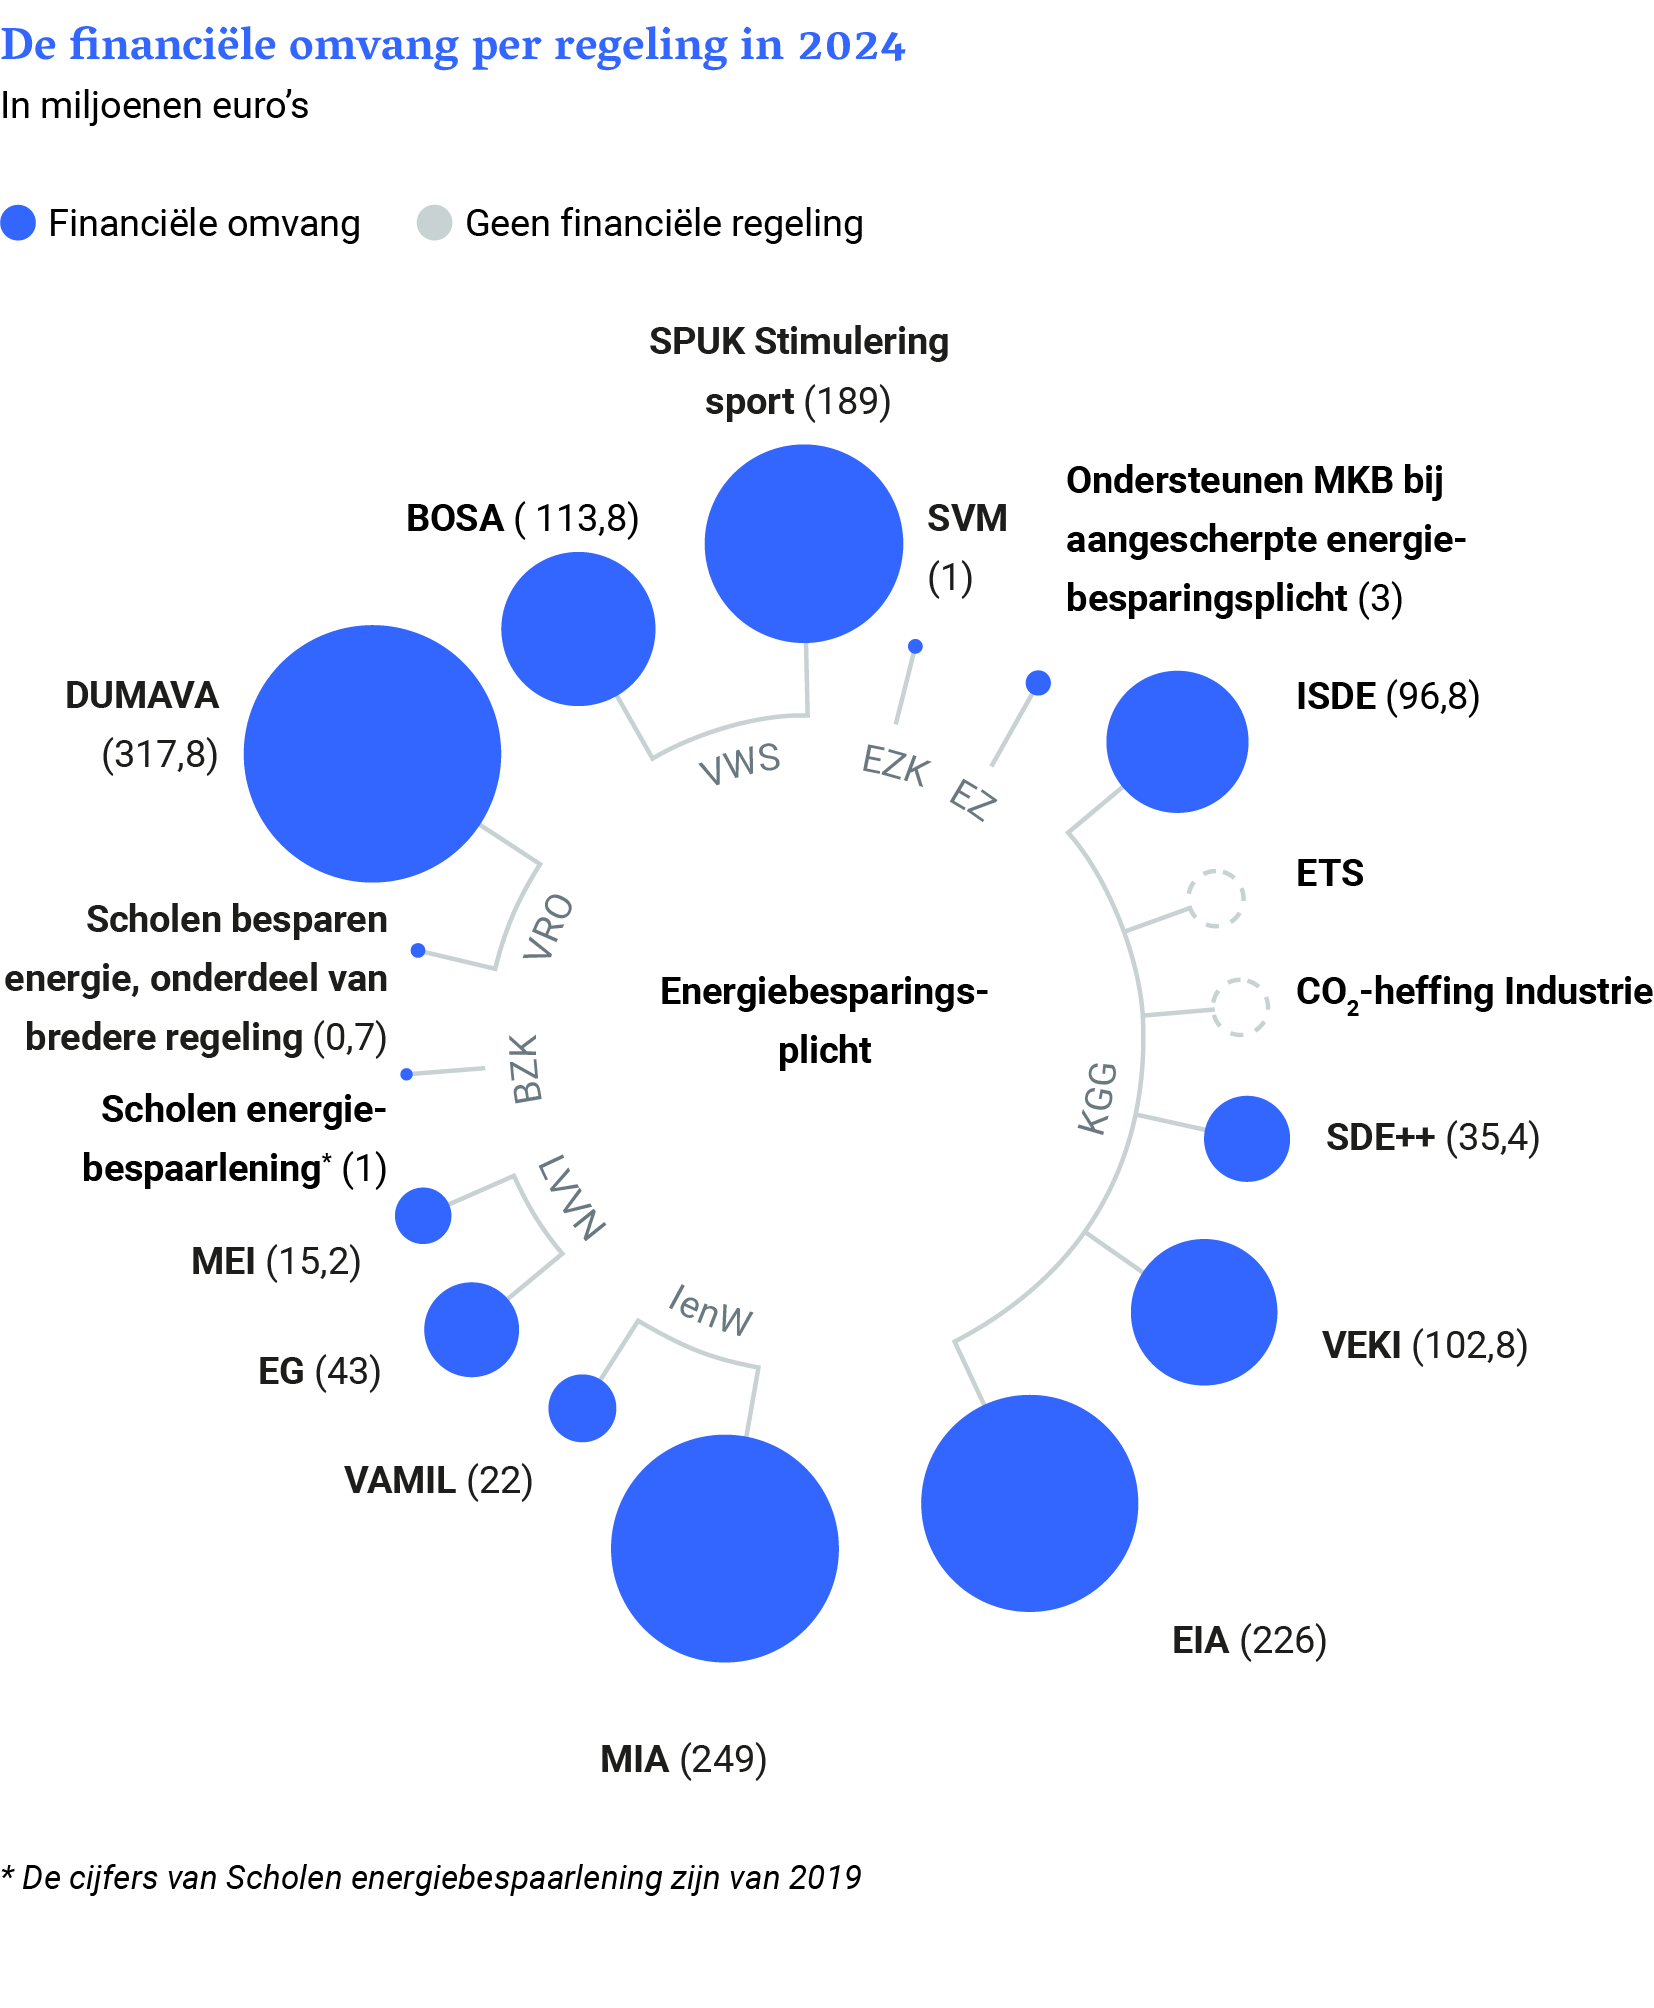 De financiële omvang per regeling in 2024
In miljoenen euro’s
Financiële omvang
Geen financiële regeling
SPUK Stimulering
sport (189)
BOSA ( 113,8)
SVM
(1)
Ondersteunen MKB bij
aangescherpte energie-
besparingsplicht (3)
DUMAVA
(317,8)
ISDE (96,8)
VWS
EZK
EZ
ETS
VRO
Scholen besparen
energie, onderdeel van
bredere regeling (0,7)
Energiebesparings-
plicht
CO2-heffing Industrie
BZK
KGG
Scholen energie-
bespaarlening* (1)
SDE++ (35,4)
LVVN
MEI (15,2)
IenW
VEKI (102,8)
EG (43)
VAMIL (22)
EIA (226)
MIA (249)
* De cijfers van Scholen energiebespaarlening zijn van 2019